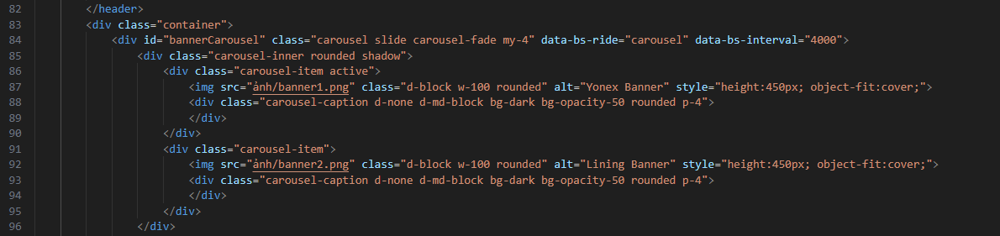 82 </header>
83 <div class="container">
84 <div id="bannerCarousel" class="carousel slide carousel-fade my-4" data-bs-ride="carousel" data-bs-interval="4000">
85 <div class="carousel-inner rounded shadow">
86 <div class="carousel-item active">
87 <img src="ảnh/banner1.png" class="d-block w-100 rounded" alt="Yonex Banner" style="height:450px; object-fit:cover;">
88 <div class="carousel-caption d-none d-md-block bg-dark bg-opacity-50 rounded p-4">
89 </div>
90 </div>
91 <div class="carousel-item">
92 <img src="ảnh/banner2.png" class="d-block w-100 rounded" alt="Lining Banner" style="height:450px; object-fit:cover;">
93 <div class="carousel-caption d-none d-md-block bg-dark bg-opacity-50 rounded p-4">
94 </div>
95 </div>
96 </div>